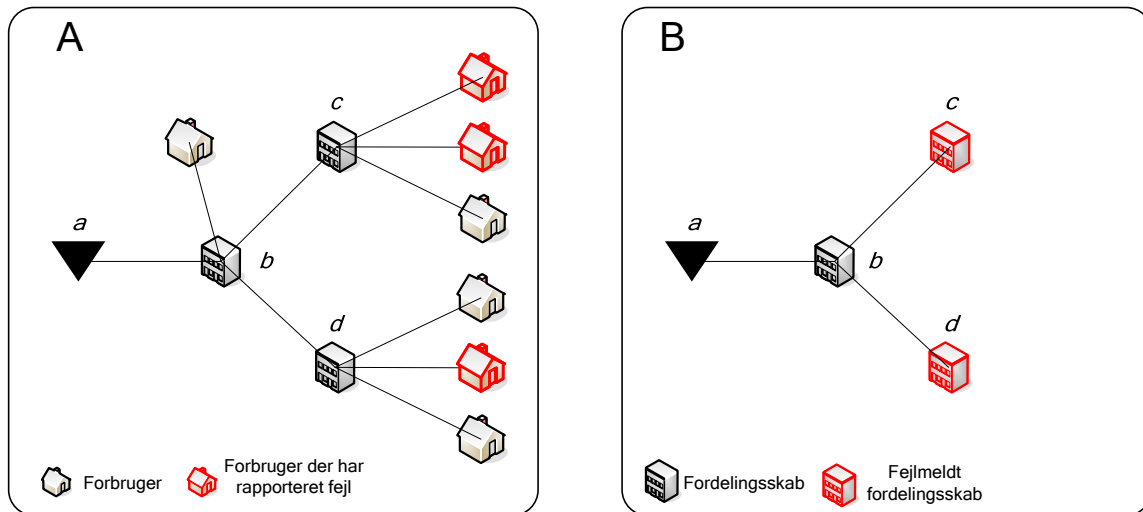 A
c
a
b
d
Forbruger
Forbruger der har
rapporteret fejl
B
c
a
b
d
Fordelingsskab
Fejlmeldt
fordelingsskab